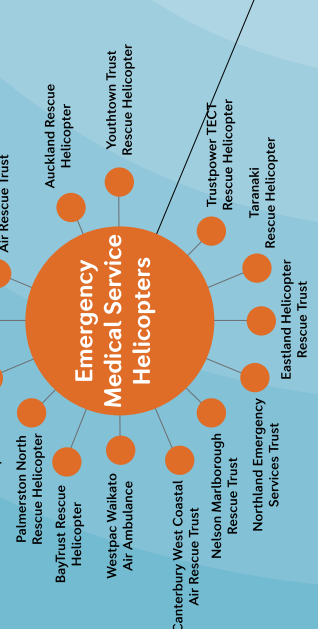 Emergency
Medical Service
Helicopters
Air Rescue Trust
Auckland Rescue
Helicopter
Youthtown Trust
Rescue Helicopter
Trustpower TECT
Rescue Helicopter
Taranaki
Rescue Helicopter
Eastland Helicopter
Rescue Trust
Northland Emergency
Services Trust
Nelson Marlborough
Rescue Trust
Canterbury West Coastal
Air Rescue Trust
Westpac Waikato
Air Ambulance
BayTrust Rescue
Helicopter
Palmerston North
Rescue Helicopter